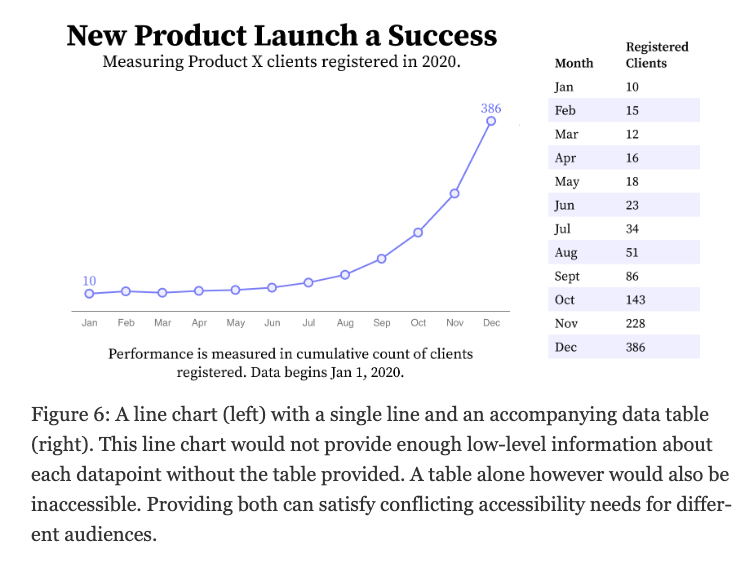 New Product Launch a Success
Measuring Product X clients registered in 2020.
386
10
Jan Feb Mar Apr May Jun Jul Aug Sep Oct Nov Dec
Performance is measured in cumulative count of clients
registered. Data begins Jan 1, 2020.
Month Registered Clients
Jan 10
Feb 15
Mar 12
Apr 16
May 18
Jun 23
Jul 34
Aug 51
Sept 86
Oct 143
Nov 228
Dec 386
Figure 6: A line chart (left) with a single line and an accompanying data table
(right). This line chart would not provide enough low-level information about
each datapoint without the table provided. A table alone however would also be
inaccessible. Providing both can satisfy conflicting accessibility needs for differ-
ent audiences.